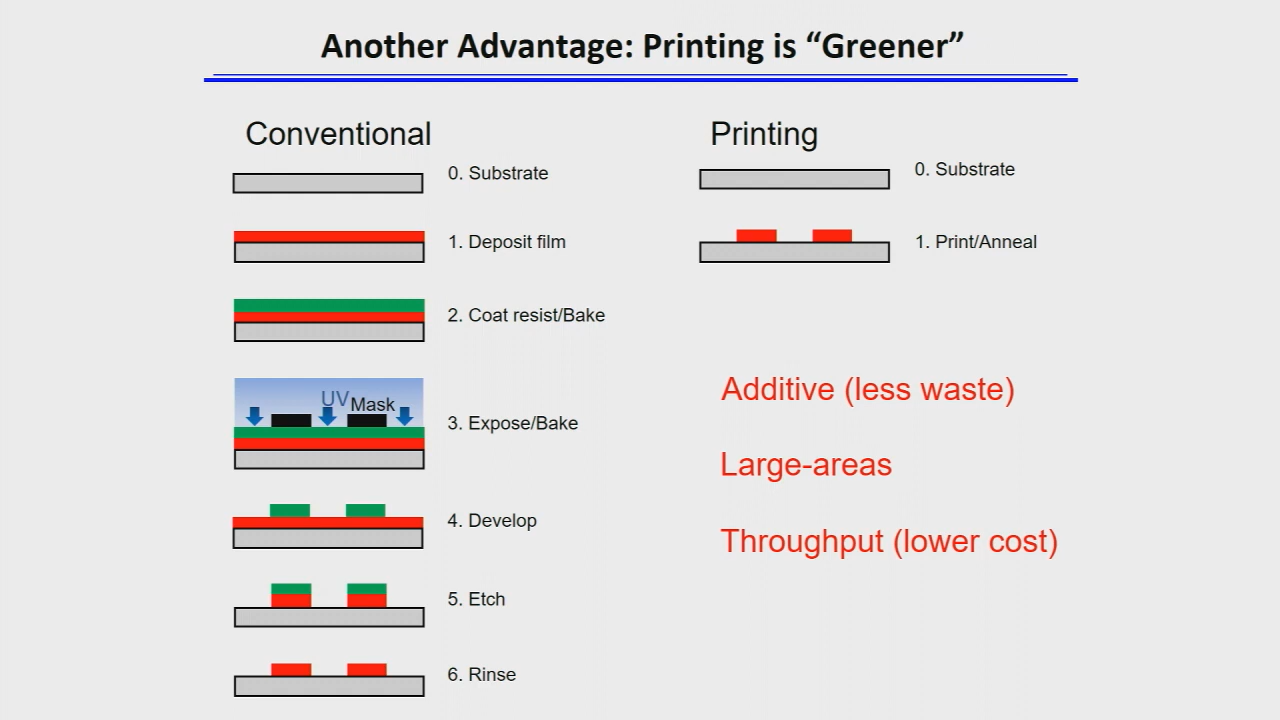 Another Advantage: Printing is “Greener”
Conventional
0. Substrate
1. Deposit film
2. Coat resist/Bake
UV
Mask
3. Expose/Bake
4. Develop
5. Etch
6. Rinse
Printing
0. Substrate
1. Print/Anneal
Additive (less waste)
Large-areas
Throughput (lower cost)